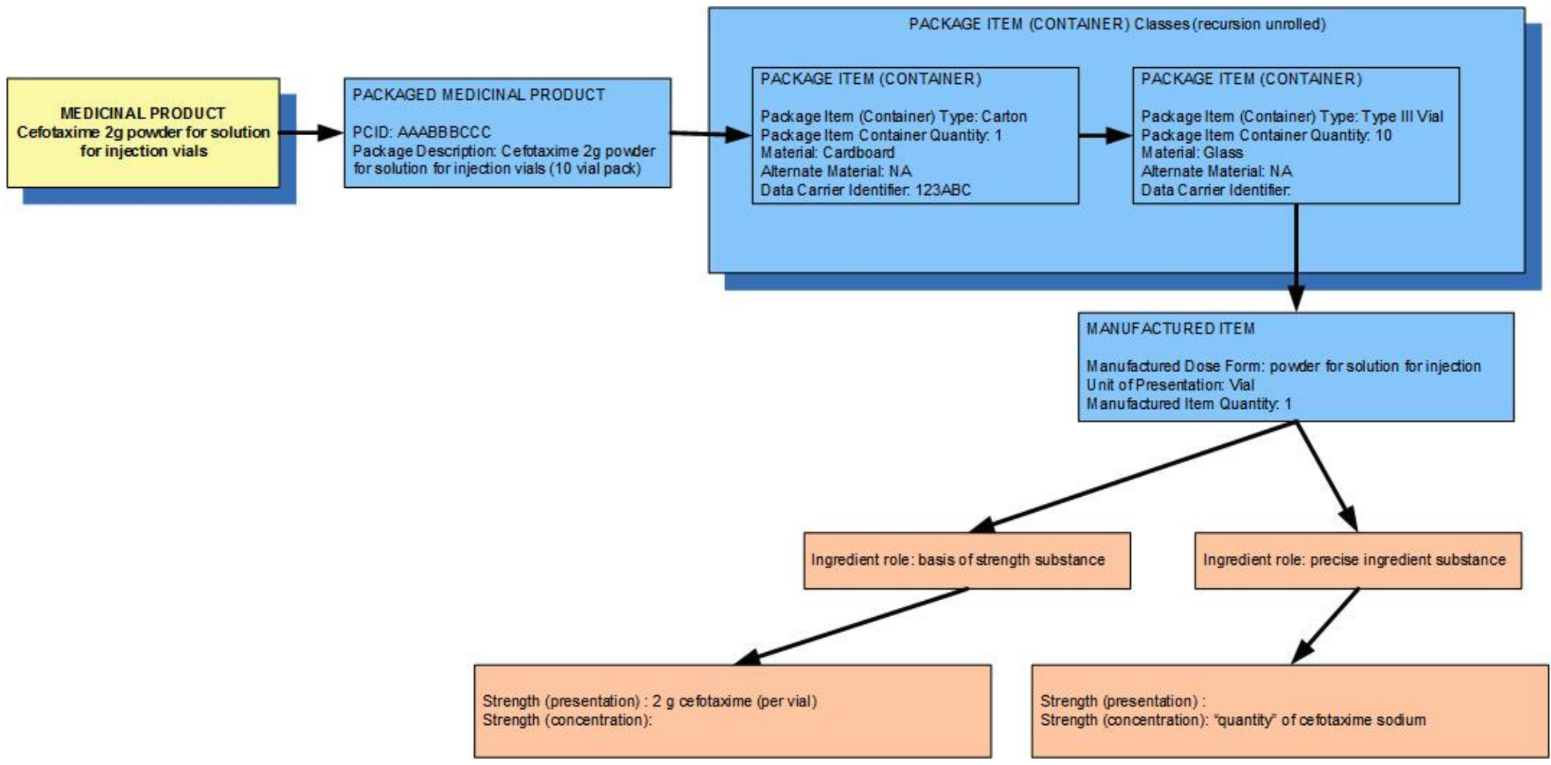 PACKAGE ITEM (CONTAINER) Classes (recursion unrolled)
MEDICINAL PRODUCT
Cefotaxime 2g powder for solution
for injection vials
PACKAGED MEDICINAL PRODUCT
PCID: AAABBBCCC
Package Description: Cefotaxime 2g powder
for solution for injection vials (10 vial pack)
PACKAGE ITEM (CONTAINER)
Package Item (Container) Type: Carton
Package Item Container Quantity: 1
Material: Cardboard
Alternate Material: NA
Data Carrier Identifier: 123ABC
PACKAGE ITEM (CONTAINER)
Package Item (Container) Type: Type III Vial
Package Item Container Quantity: 10
Material: Glass
Alternate Material: NA
Data Carrier Identifier:
MANUFACTURED ITEM
Manufactured Dose Form: powder for solution for injection
Unit of Presentation: Vial
Manufactured Item Quantity: 1
Ingredient role: basis of strength substance
Ingredient role: precise ingredient substance
Strength (presentation) : 2 g cefotaxime (per vial)
Strength (concentration):
Strength (presentation) :
Strength (concentration): “quantity” of cefotaxime sodium